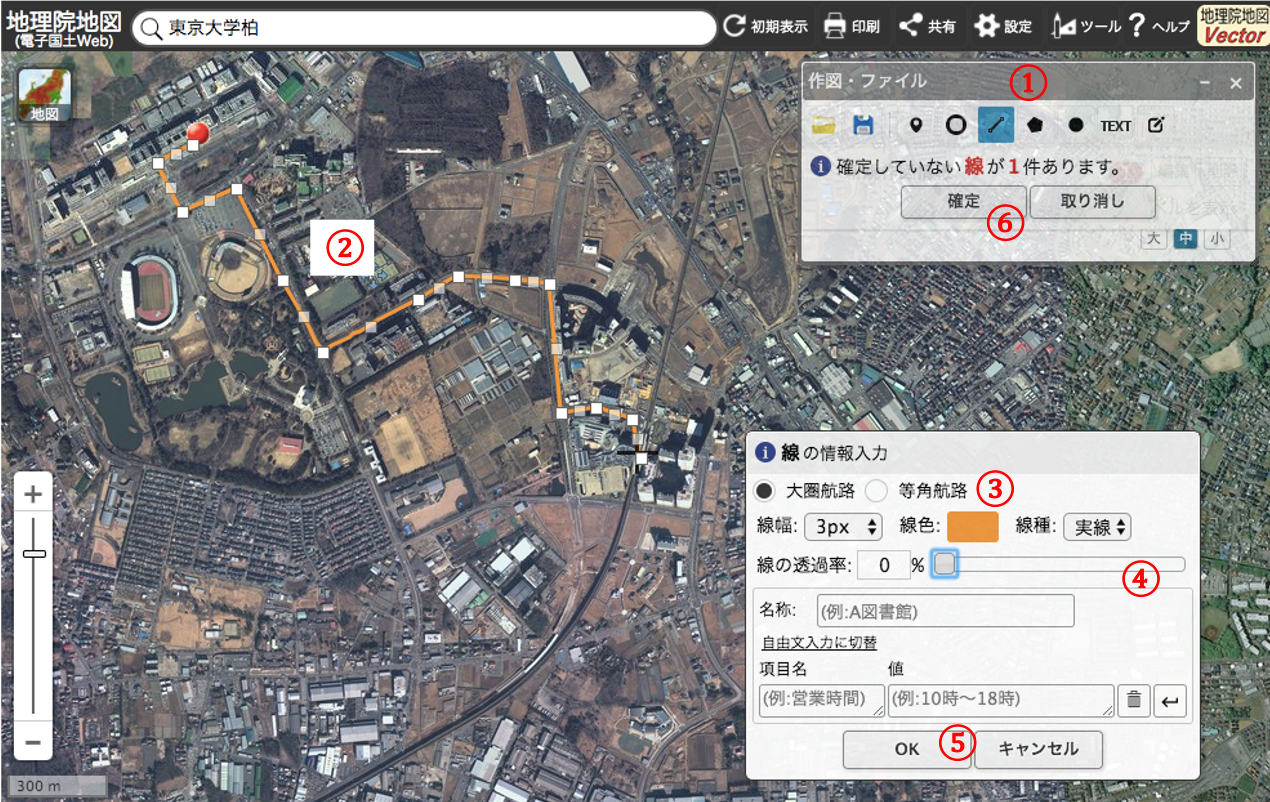 地理院地図
(電子国土Web)
東京大学柏
初期表示
印刷
共有
設定
ツール
? ヘルプ
地理院地図
Vector
地図
作図・ファイル
①
− ×
TEXT
i 確定していない 線 が 1 件あります。
確定
取り消し
⑥
大 中 小
②
i 線 の情報入力
大圏航路 等角航路 ③
線幅: 3px 線色: 線種: 実線
線の透過率: 0 %
④
名称: (例:A図書館)
自由文入力に切替
項目名 値
(例:営業時間) (例:10時〜18時)
OK ⑤ キャンセル
+
−
300 m